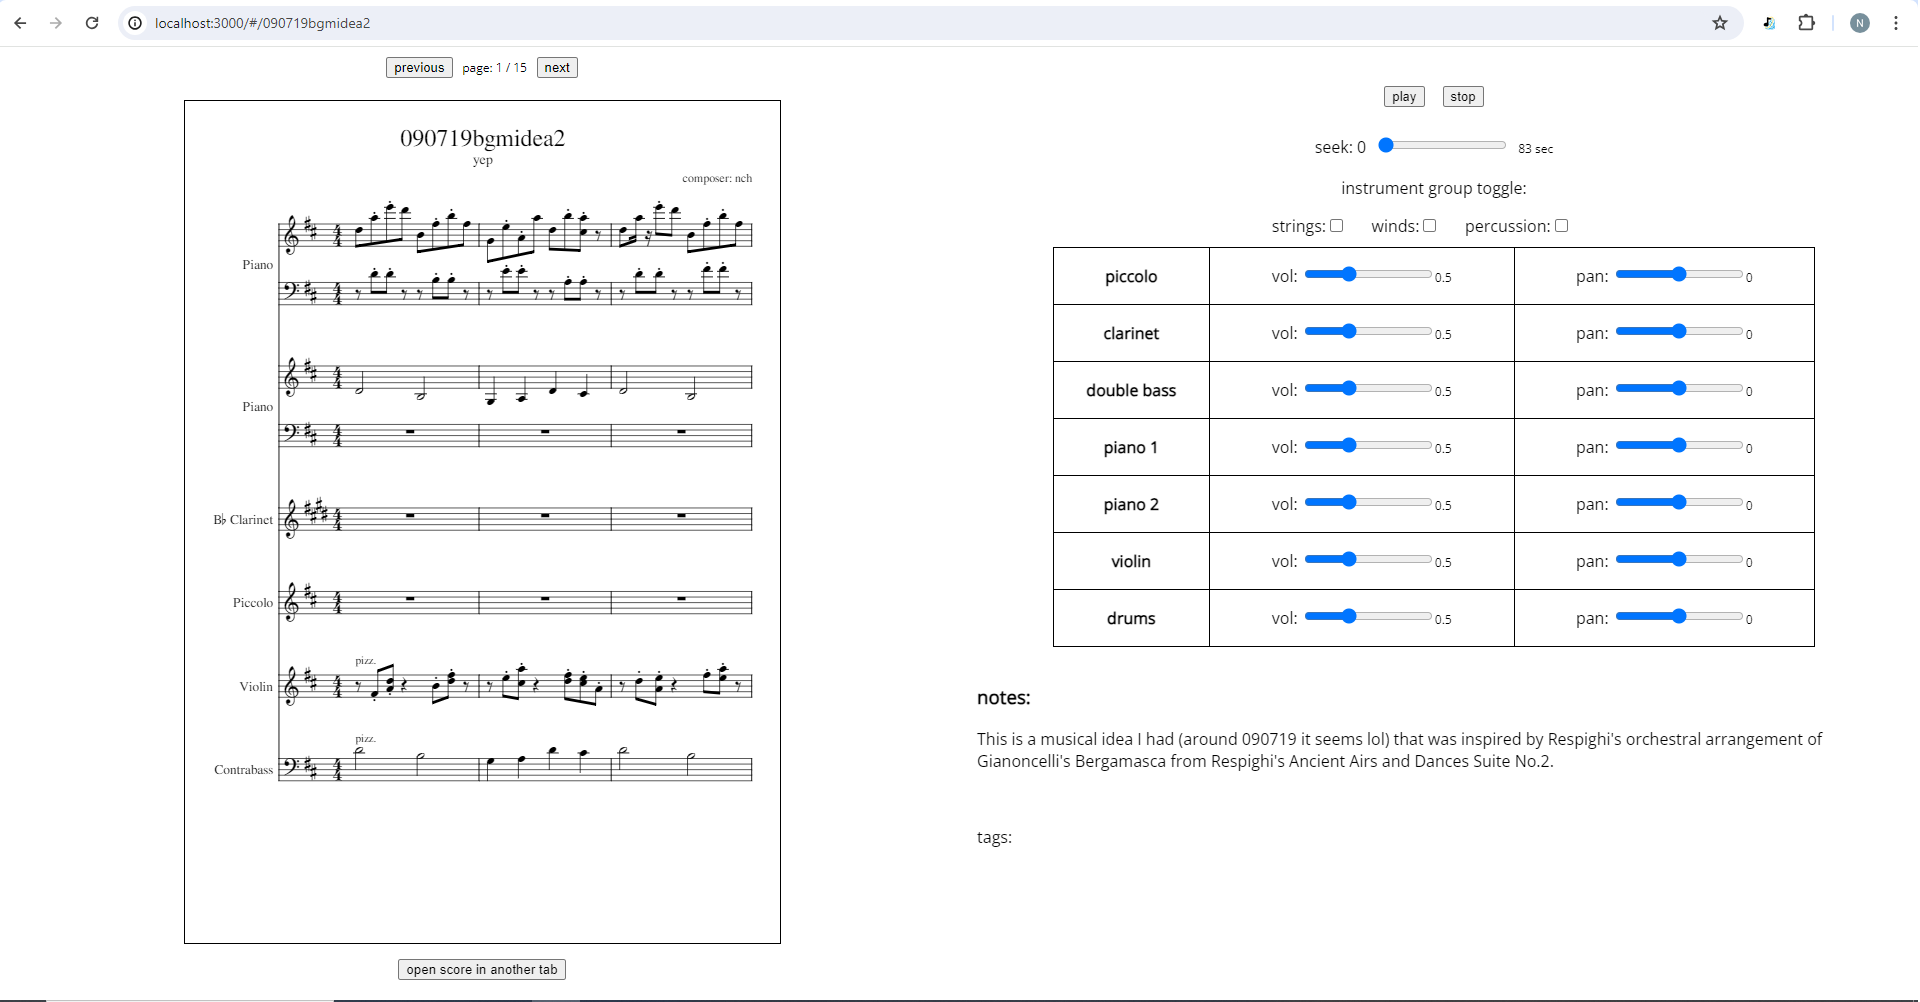 localhost:3000/#/090719bgmidea2
N
previous page: 1 / 15 next
090719bgmidea2
yep
composer: nch
Piano
Piano
B♭ Clarinet
Piccolo
pizz.
Violin
pizz.
Contrabass
open score in another tab
play stop
seek: 0 83 sec
instrument group toggle:
strings: winds: percussion:
piccolo vol: 0.5 pan: 0
clarinet vol: 0.5 pan: 0
double bass vol: 0.5 pan: 0
piano 1 vol: 0.5 pan: 0
piano 2 vol: 0.5 pan: 0
violin vol: 0.5 pan: 0
drums vol: 0.5 pan: 0
notes:
This is a musical idea I had (around 090719 it seems lol) that was inspired by Respighi's orchestral arrangement of
Gianoncelli's Bergamasca from Respighi's Ancient Airs and Dances Suite No.2.
tags: